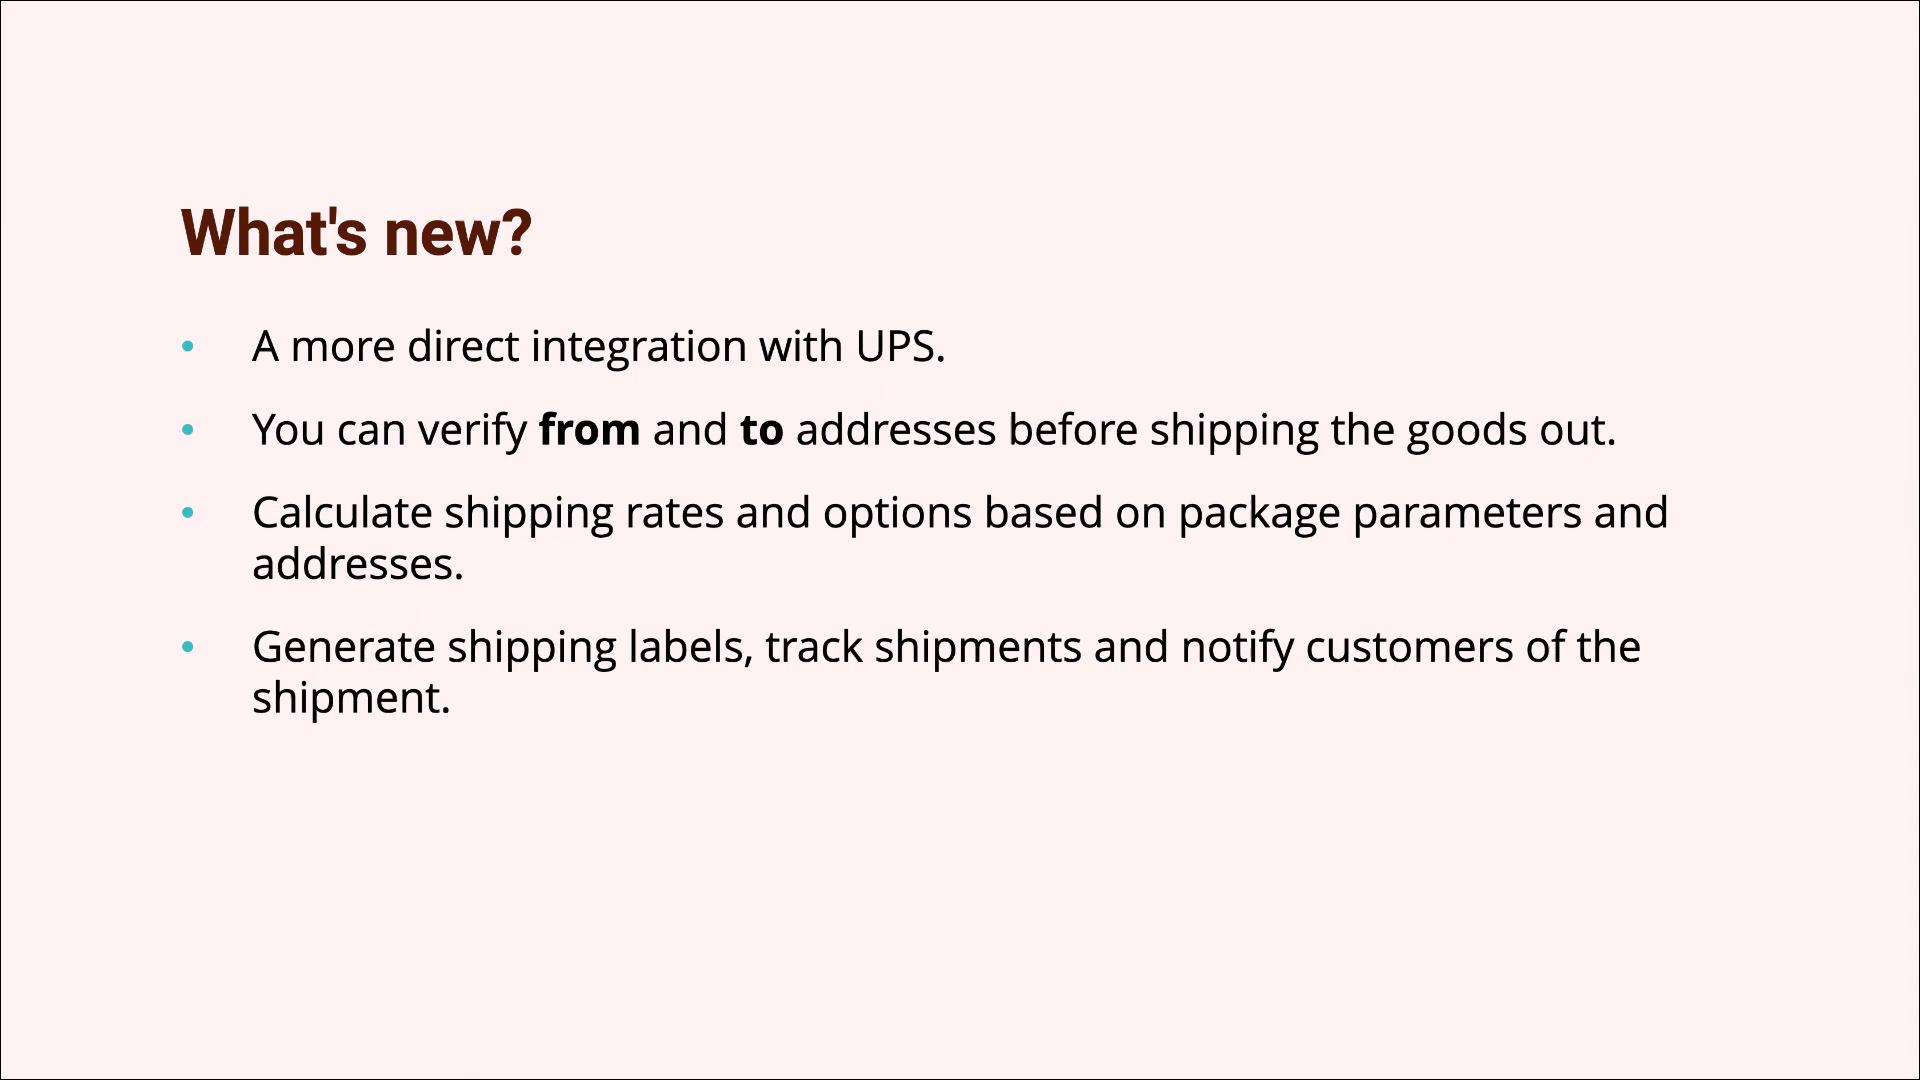 What's new?
• A more direct integration with UPS.
• You can verify from and to addresses before shipping the goods out.
• Calculate shipping rates and options based on package parameters and
addresses.
• Generate shipping labels, track shipments and notify customers of the
shipment.